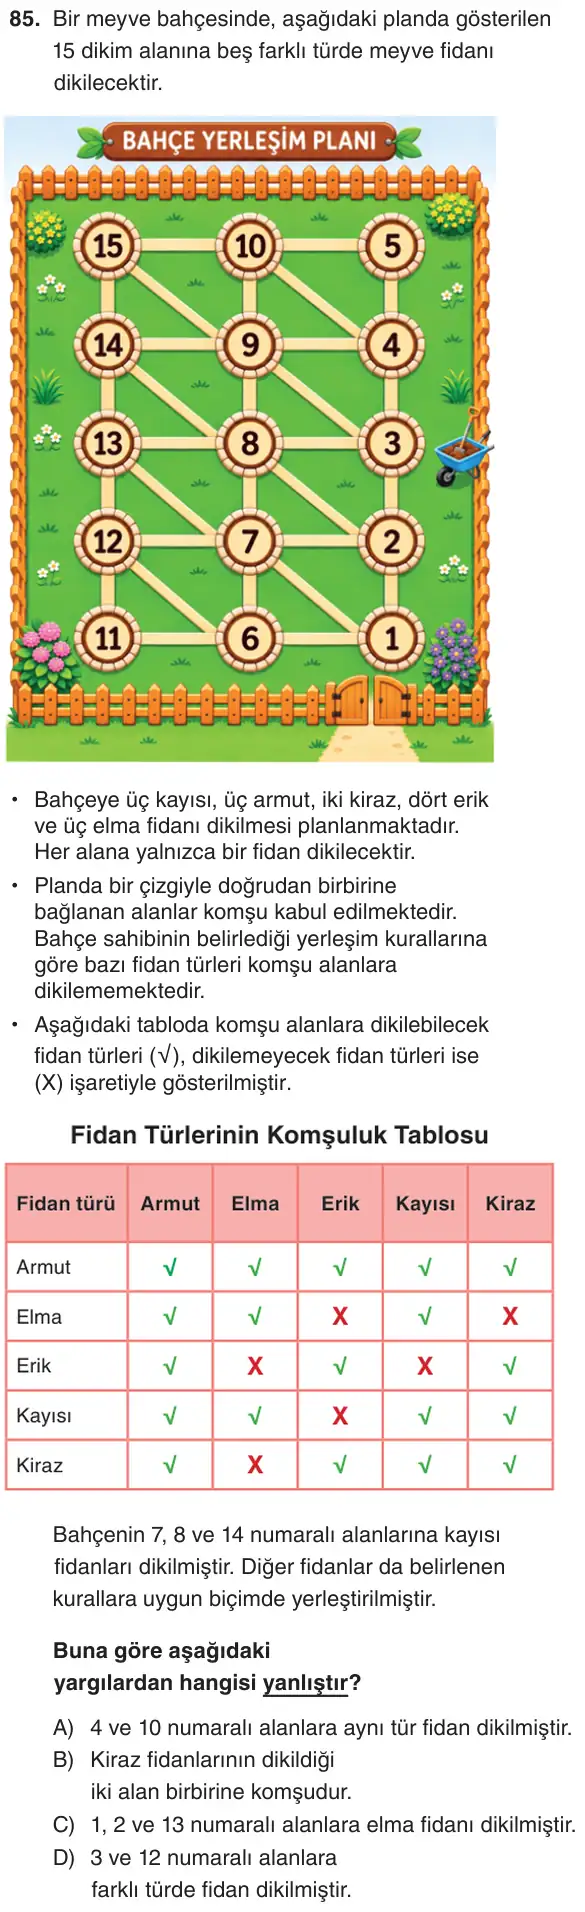 85. Bir meyve bahçesinde, aşağıdaki planda gösterilen
15 dikim alanına beş farklı türde meyve fidanı
dikilecektir.
BAHÇE YERLEŞİM PLANI
15 10 5
14 9 4
13 8 3
12 7 2
11 6 1
• Bahçeye üç kayısı, üç armut, iki kiraz, dört erik
ve üç elma fidanı dikilmesi planlanmaktadır.
Her alana yalnızca bir fidan dikilecektir.
• Planda bir çizgiyle doğrudan birbirine
bağlanan alanlar komşu kabul edilmektedir.
Bahçe sahibinin belirlediği yerleşim kurallarına
göre bazı fidan türleri komşu alanlara
dikilememektedir.
• Aşağıdaki tabloda komşu alanlara dikilebilecek
fidan türleri (√), dikilemeyecek fidan türleri ise
(X) işaretiyle gösterilmiştir.
Fidan Türlerinin Komşuluk Tablosu
Fidan türü Armut Elma Erik Kayısı Kiraz
Armut √ √ √ √ √
Elma √ √ X √ X
Erik √ X √ X √
Kayısı √ √ X √ √
Kiraz √ X √ √ √
Bahçenin 7, 8 ve 14 numaralı alanlarına kayısı
fidanları dikilmiştir. Diğer fidanlar da belirlenen
kurallara uygun biçimde yerleştirilmiştir.
Buna göre aşağıdaki
yargılardan hangisi yanlıştır?
A) 4 ve 10 numaralı alanlara aynı tür fidan dikilmiştir.
B) Kiraz fidanlarının dikildiği
iki alan birbirine komşudur.
C) 1, 2 ve 13 numaralı alanlara elma fidanı dikilmiştir.
D) 3 ve 12 numaralı alanlara
farklı türde fidan dikilmiştir.